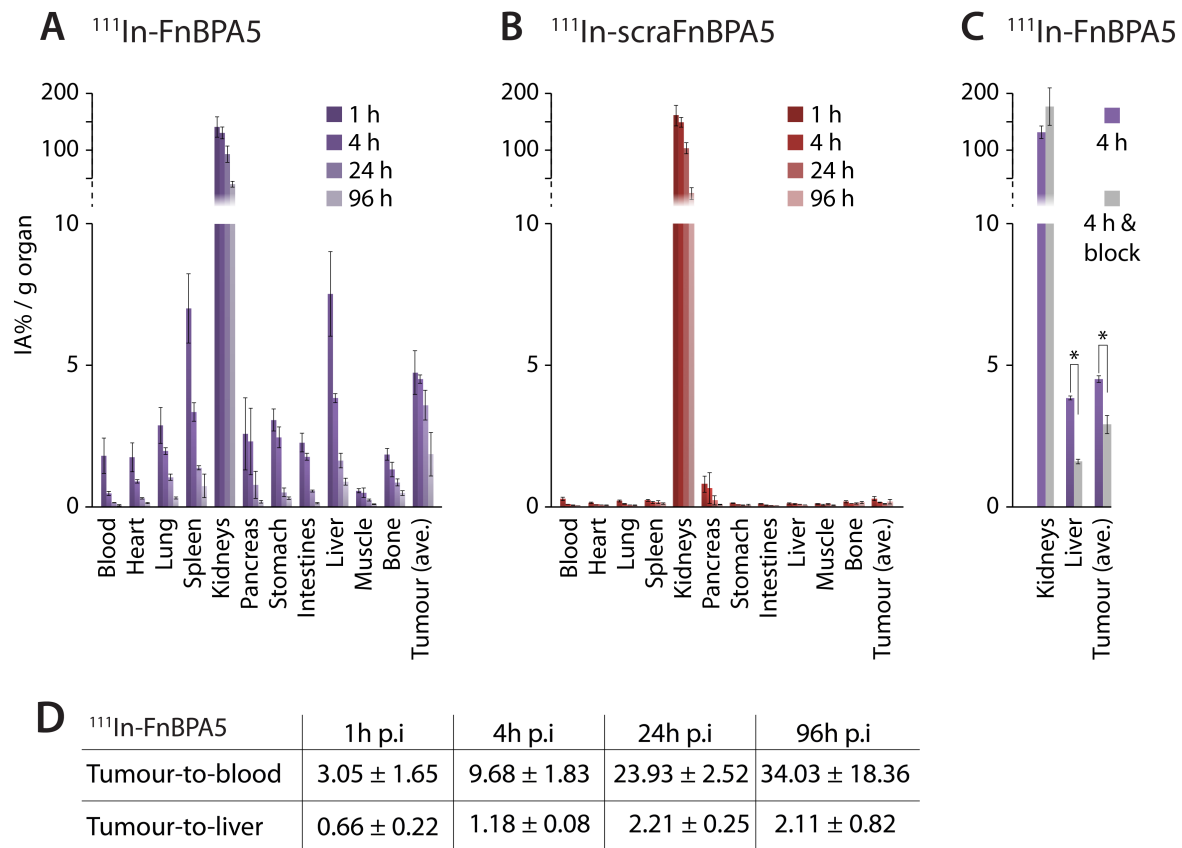 A ¹¹¹In-FnBPA5
IA% / g organ
200
100
10
5
0
1 h
4 h
24 h
96 h
Blood
Heart
Lung
Spleen
Kidneys
Pancreas
Stomach
Intestines
Liver
Muscle
Bone
Tumour (ave.)
B ¹¹¹In-scraFnBPA5
200
100
10
5
0
1 h
4 h
24 h
96 h
Blood
Heart
Lung
Spleen
Kidneys
Pancreas
Stomach
Intestines
Liver
Muscle
Bone
Tumour (ave.)
C ¹¹¹In-FnBPA5
200
100
10
5
0
4 h
4 h &
block
*
*
Kidneys
Liver
Tumour (ave.)
D ¹¹¹In-FnBPA5 1h p.i 4h p.i 24h p.i 96h p.i
Tumour-to-blood 3.05 ± 1.65 9.68 ± 1.83 23.93 ± 2.52 34.03 ± 18.36
Tumour-to-liver 0.66 ± 0.22 1.18 ± 0.08 2.21 ± 0.25 2.11 ± 0.82